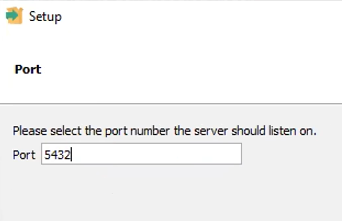 Setup
Port
Please select the port number the server should listen on.
Port 5432